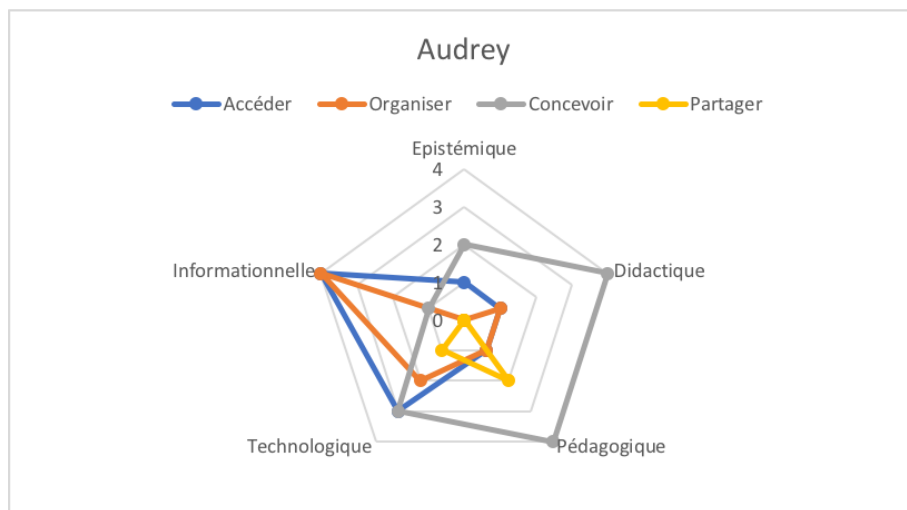 Audrey
Accéder Organiser Concevoir Partager
Epistémique
4
3
2
1
0
Informationnelle
Didactique
Technologique
Pédagogique